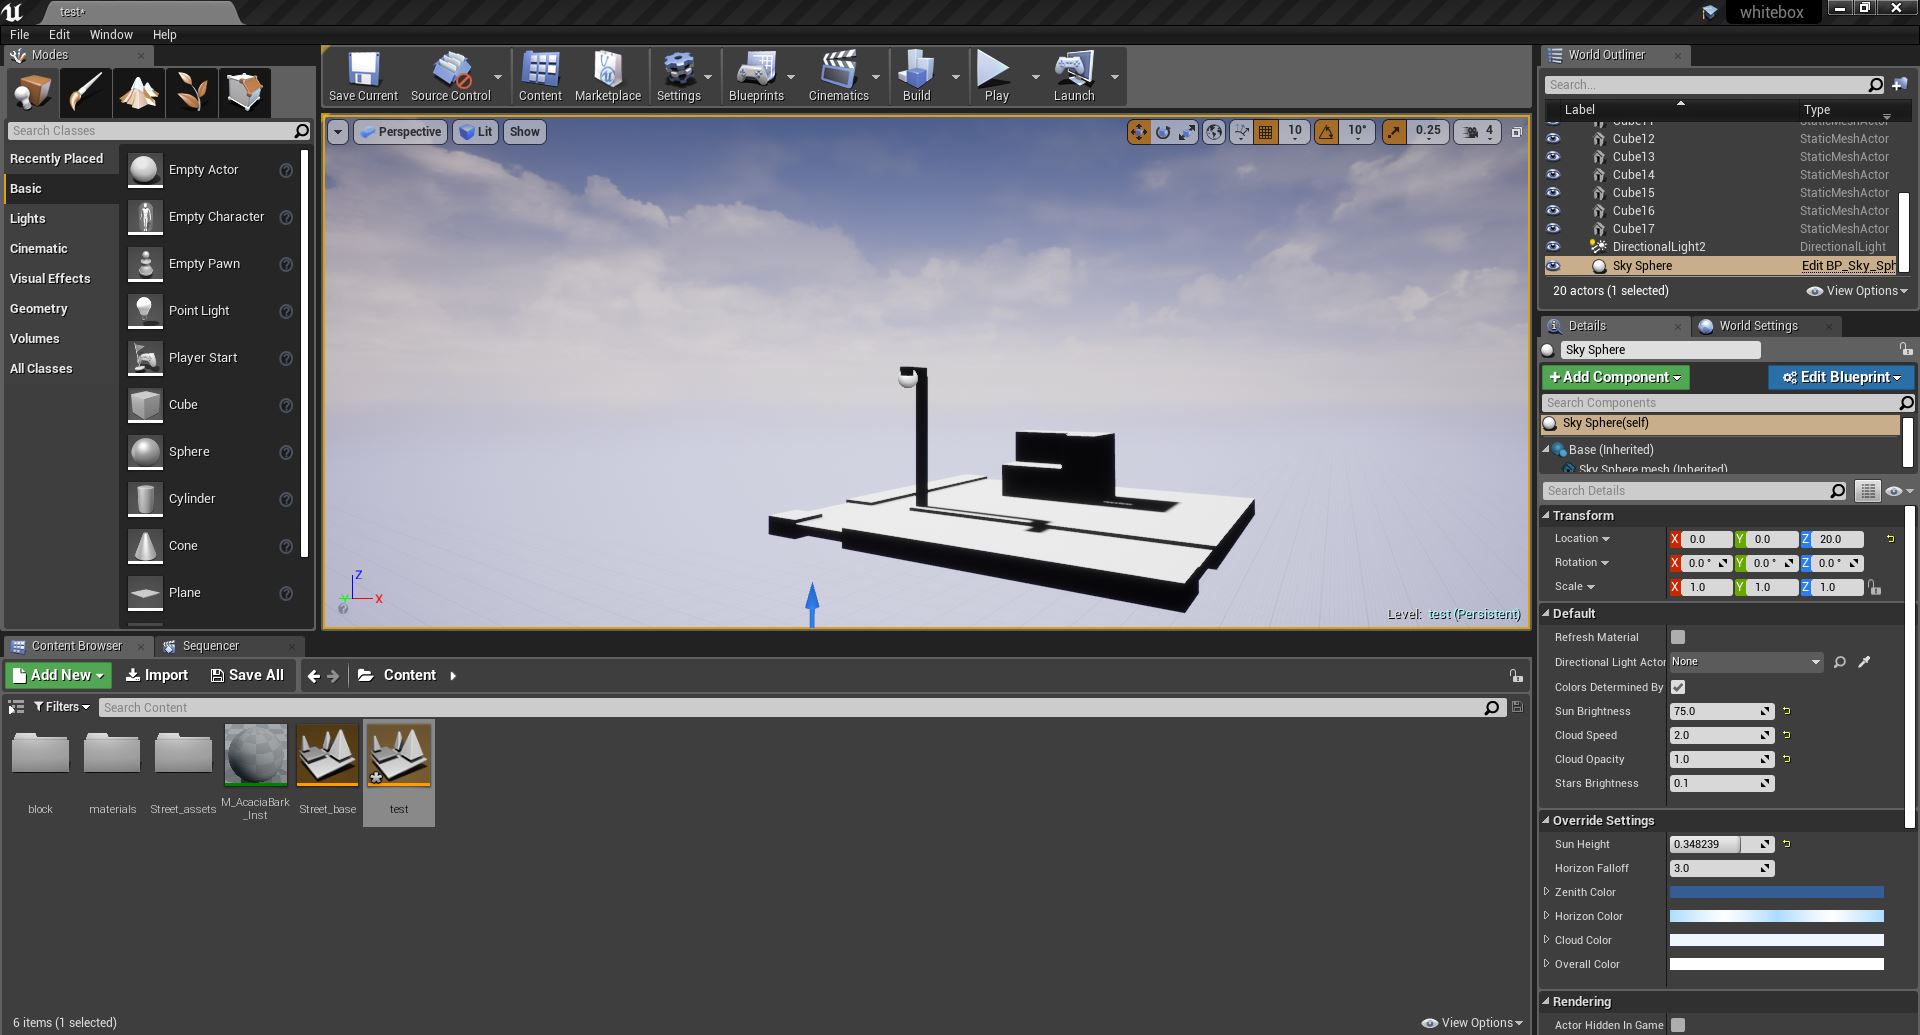 test*
whitebox
File Edit Window Help
Modes
Search Classes
Recently Placed
Basic
Lights
Cinematic
Visual Effects
Geometry
Volumes
All Classes
Empty Actor
Empty Character
Empty Pawn
Point Light
Player Start
Cube
Sphere
Cylinder
Cone
Plane
Save Current
Source Control
Content
Marketplace
Settings
Blueprints
Cinematics
Build
Play
Launch
Perspective
Lit
Show
10
10°
0.25
4
Z
X
Y
Level: test (Persistent)
World Outliner
Search...
Label Type
Cube11 StaticMeshActor
Cube12 StaticMeshActor
Cube13 StaticMeshActor
Cube14 StaticMeshActor
Cube15 StaticMeshActor
Cube16 StaticMeshActor
Cube17 StaticMeshActor
DirectionalLight2 DirectionalLight
Sky Sphere Edit BP_Sky_Sph
20 actors (1 selected)
View Options
Details
World Settings
Sky Sphere
+Add Component
Edit Blueprint
Search Components
Sky Sphere(self)
Base (Inherited)
Sky Sphere mesh (Inherited)
Search Details
Transform
Location X 0.0 Y 0.0 Z 20.0
Rotation X 0.0 ° Y 0.0 ° Z 0.0 °
Scale X 1.0 Y 1.0 Z 1.0
Default
Refresh Material
Directional Light Actor None
Colors Determined By
Sun Brightness 75.0
Cloud Speed 2.0
Cloud Opacity 1.0
Stars Brightness 0.1
Override Settings
Sun Height 0.348239
Horizon Falloff 3.0
Zenith Color
Horizon Color
Cloud Color
Overall Color
Rendering
Actor Hidden In Game
Content Browser
Sequencer
Add New
Import
Save All
Content
Filters
Search Content
block
materials
Street_assets
M_AcaciaBark
_Inst
Street_base
test
6 items (1 selected)
View Options